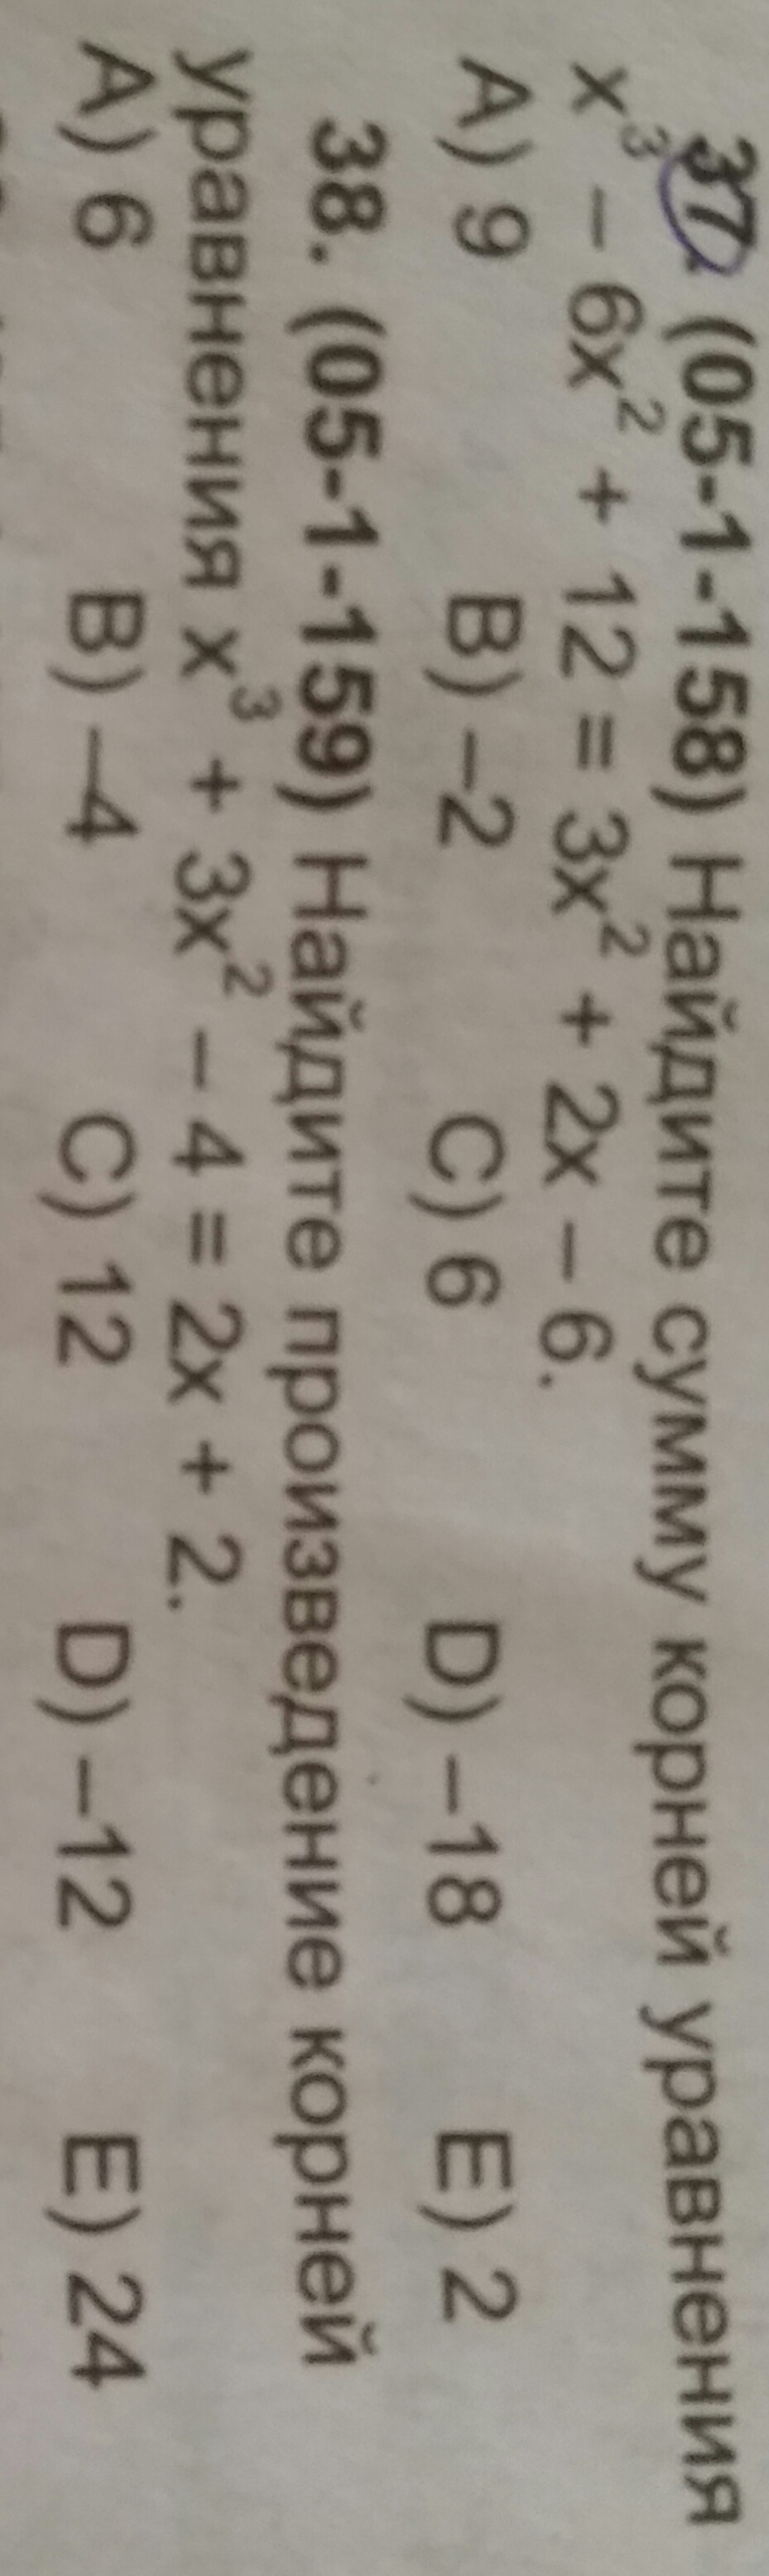 37. (05-1-158) Найдите сумму корней уравнения
x³ – 6x² + 12 = 3x² + 2x – 6.
A) 9 B) –2 C) 6 D) –18 E) 2
38. (05-1-159) Найдите произведение корней
уравнения x³ + 3x² – 4 = 2x + 2.
A) 6 B) –4 C) 12 D) –12 E) 24